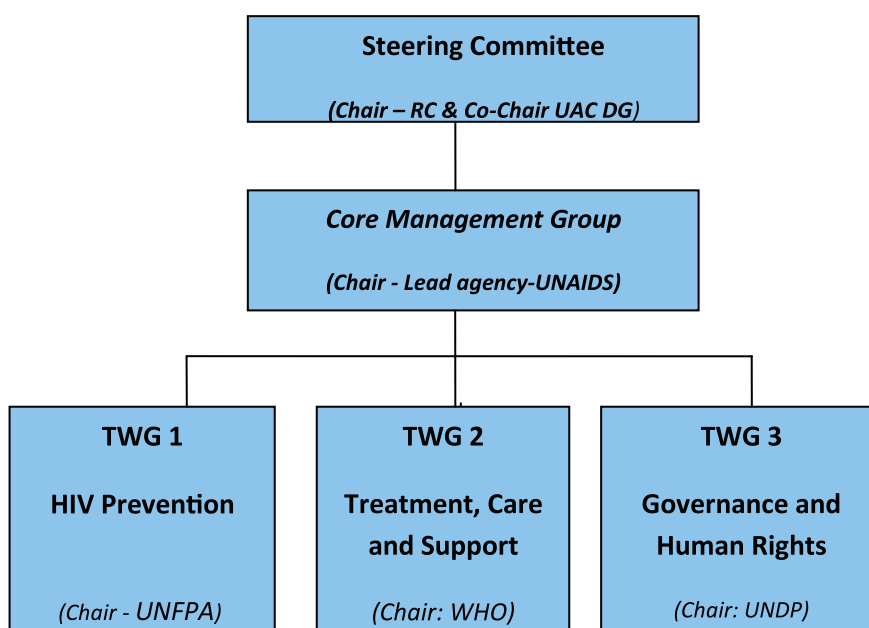 Steering Committee
(Chair – RC & Co-Chair UAC DG)
Core Management Group
(Chair - Lead agency-UNAIDS)
TWG 1
HIV Prevention
(Chair - UNFPA)
TWG 2
Treatment, Care
and Support
(Chair: WHO)
TWG 3
Governance and
Human Rights
(Chair: UNDP)